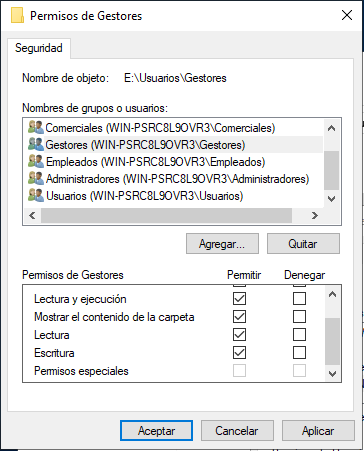 Permisos de Gestores
Seguridad
Nombre de objeto: E:\Usuarios\Gestores
Nombres de grupos o usuarios:
Comerciales (WIN-PSRC8L9OVR3\Comerciales)
Gestores (WIN-PSRC8L9OVR3\Gestores)
Empleados (WIN-PSRC8L9OVR3\Empleados)
Administradores (WIN-PSRC8L9OVR3\Administradores)
Usuarios (WIN-PSRC8L9OVR3\Usuarios)
Agregar... Quitar
Permisos de Gestores Permitir Denegar
Lectura y ejecución
Mostrar el contenido de la carpeta
Lectura
Escritura
Permisos especiales
Aceptar Cancelar Aplicar